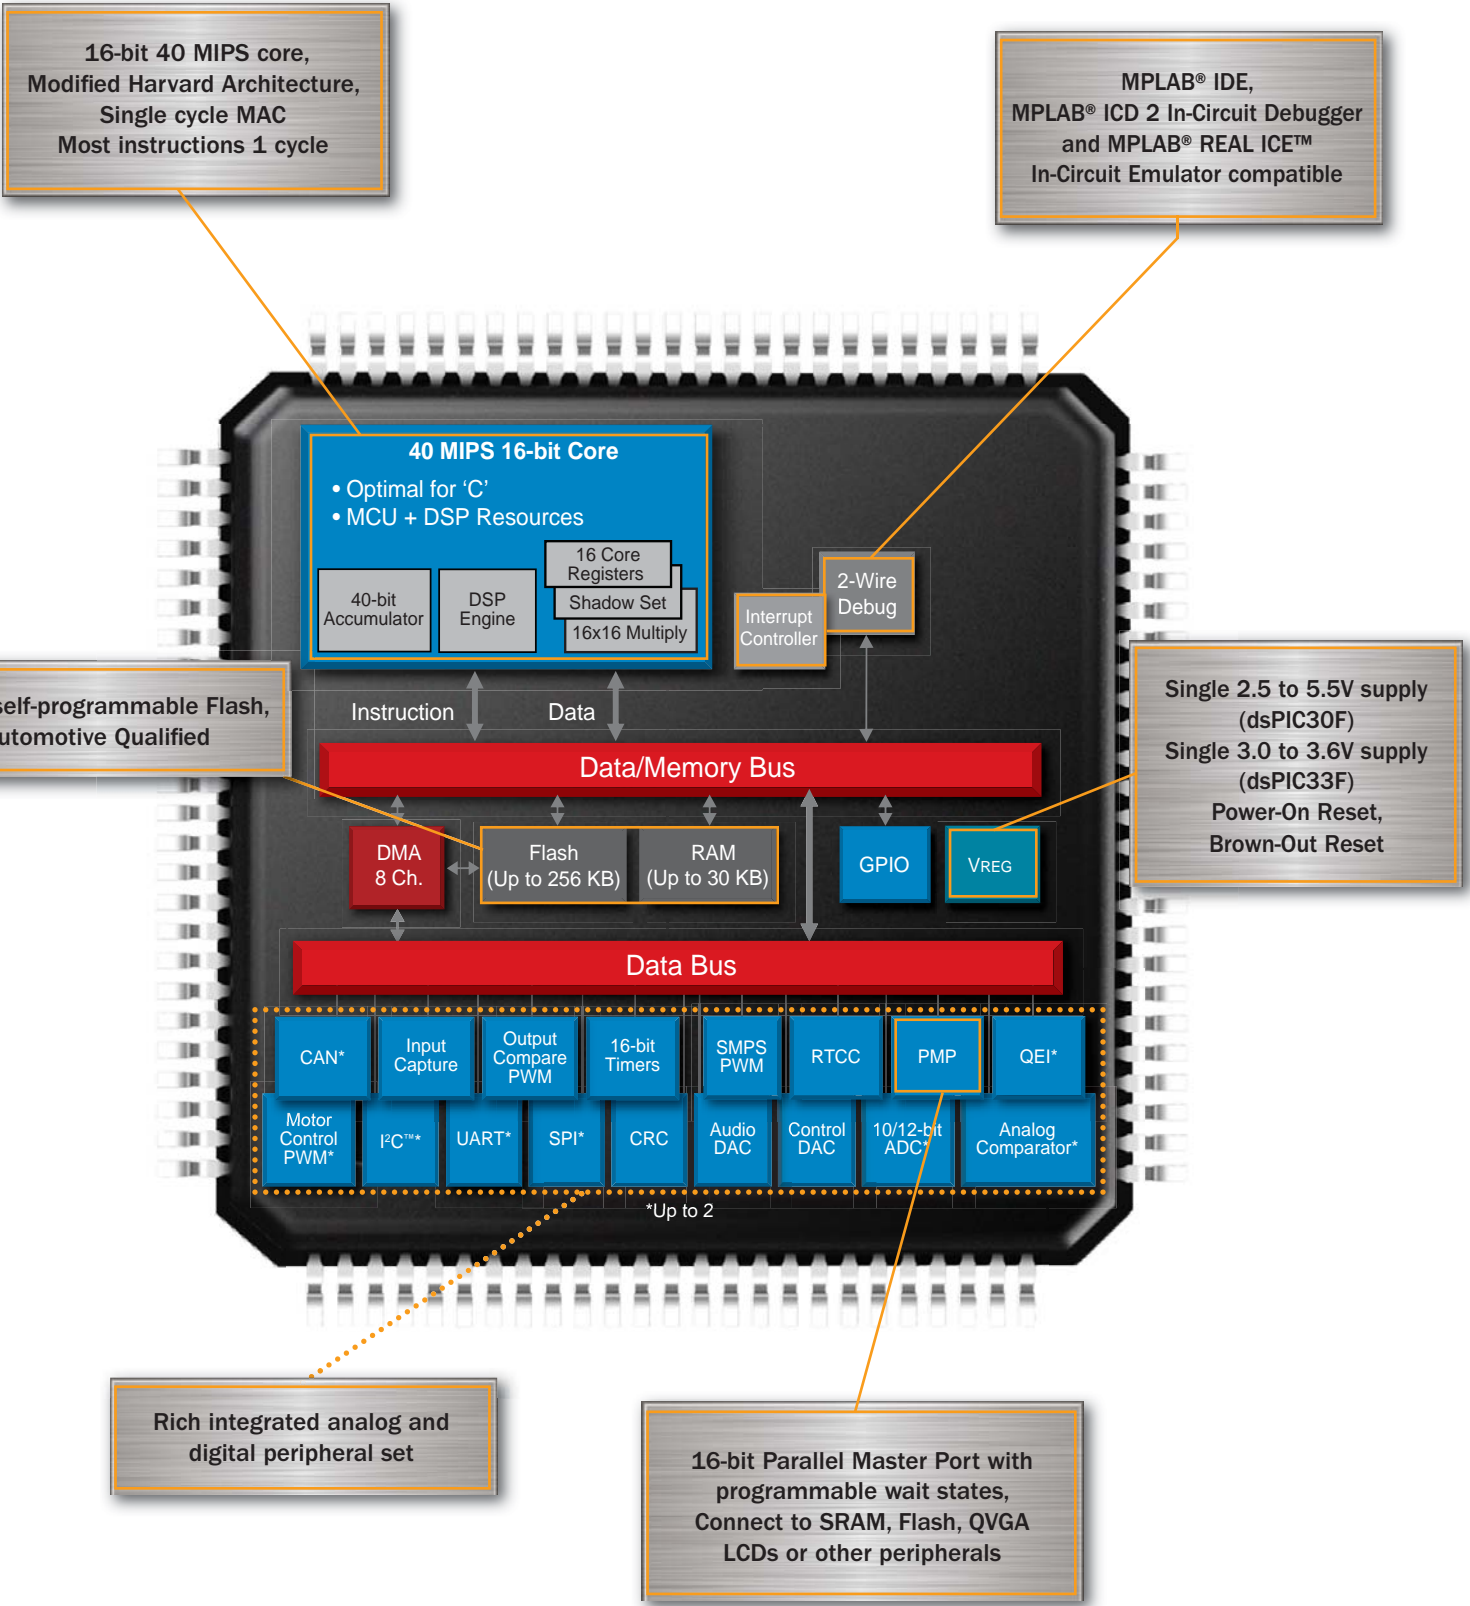 16-bit 40 MIPS core,
Modified Harvard Architecture,
Single cycle MAC
Most instructions 1 cycle
MPLAB® IDE,
MPLAB® ICD 2 In-Circuit Debugger
and MPLAB® REAL ICE™
In-Circuit Emulator compatible
40 MIPS 16-bit Core
• Optimal for ‘C’
• MCU + DSP Resources
40-bit
Accumulator
DSP
Engine
16 Core
Registers
Shadow Set
16x16 Multiply
Interrupt
Controller
2-Wire
Debug
self-programmable Flash,
Qualified
Instruction
Data
Single 2.5 to 5.5V supply
(dsPIC30F)
Single 3.0 to 3.6V supply
(dsPIC33F)
Power-On Reset,
Brown-Out Reset
Data/Memory Bus
DMA
8 Ch.
Flash
(Up to 256 KB)
RAM
(Up to 30 KB)
GPIO
VREG
Data Bus
CAN*
Input
Capture
Output
Compare
PWM
16-bit
Timers
SMPS
PWM
RTCC
PMP
QEI*
Motor
Control
PWM*
I²C™*
UART*
SPI*
CRC
Audio
DAC
Control
DAC
10/12-bit
ADC*
Analog
Comparator*
*Up to 2
Rich integrated analog and
digital peripheral set
16-bit Parallel Master Port with
programmable wait states,
Connect to SRAM, Flash, QVGA
LCDs or other peripherals